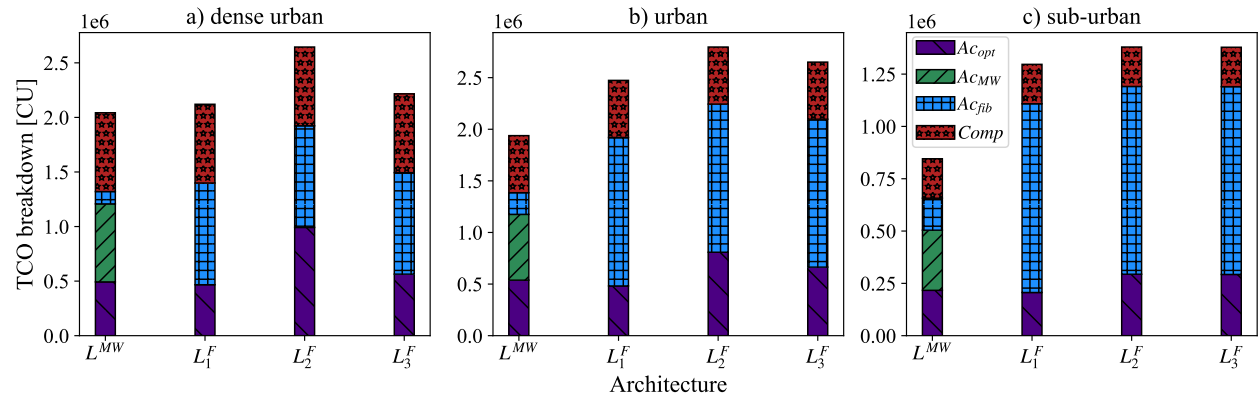 a) dense urban
b) urban
c) sub-urban
1e6
1e6
1e6
TCO breakdown [CU]
2.5
2.0
1.5
1.0
0.5
0.0
L^MW
L_1^F
L_2^F
L_3^F
2.5
2.0
1.5
1.0
0.5
0.0
L^MW
L_1^F
L_2^F
L_3^F
1.25
1.00
0.75
0.50
0.25
0.00
L^MW
L_1^F
L_2^F
L_3^F
Ac_opt
Ac_MW
Ac_fib
Comp
Architecture